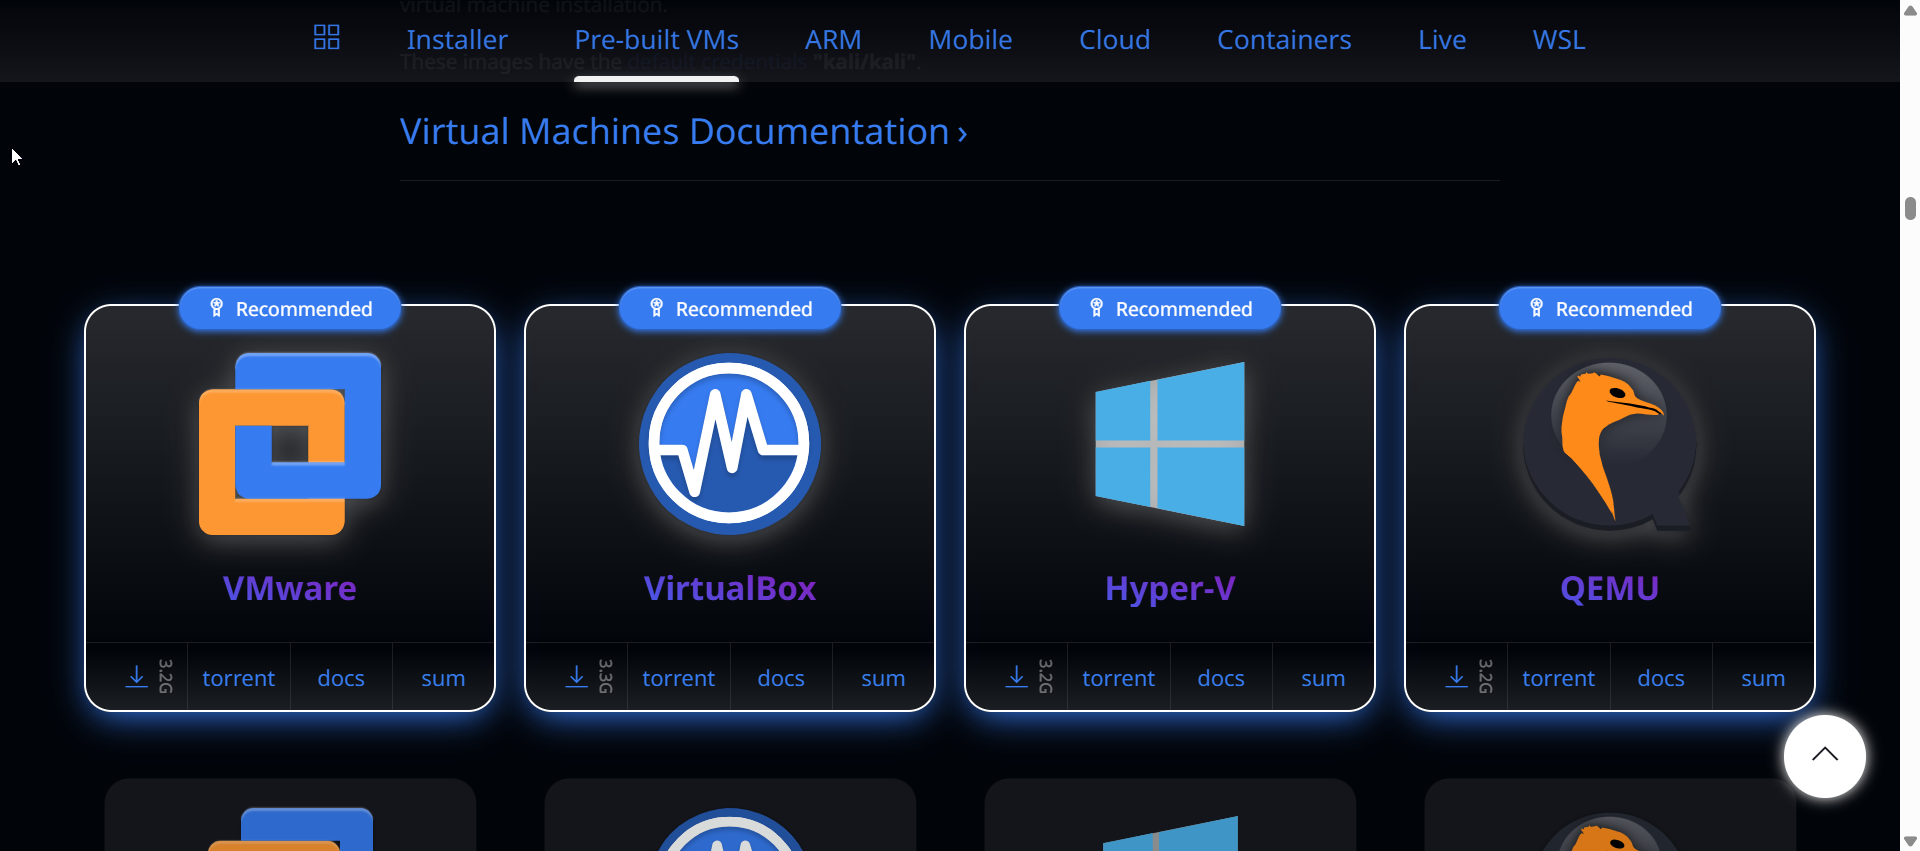 virtual machine installation.
Installer Pre-built VMs ARM Mobile Cloud Containers Live WSL
These images have the default credentials "kali/kali".
Virtual Machines Documentation ›
Recommended Recommended Recommended Recommended
VMware VirtualBox Hyper-V QEMU
3.2G torrent docs sum 3.3G torrent docs sum 3.2G torrent docs sum 3.2G torrent docs sum